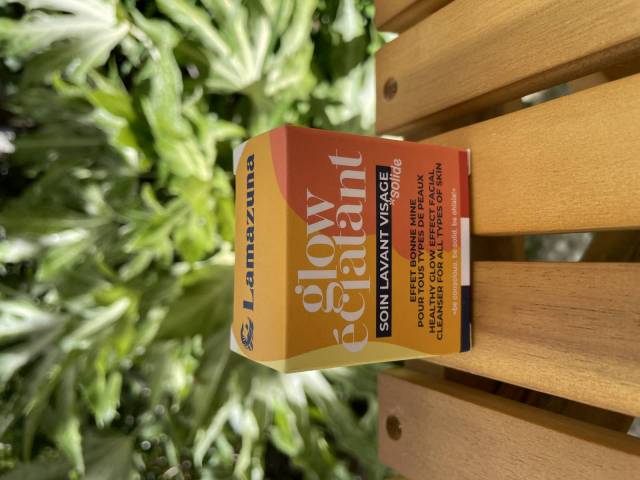 Lamazuna
glow
éclatant
SOIN LAVANT VISAGE
*solide
EFFET BONNE MINE
POUR TOUS TYPES DE PEAUX
HEALTHY GLOW EFFECT FACIAL
CLEANSER FOR ALL TYPES OF SKIN